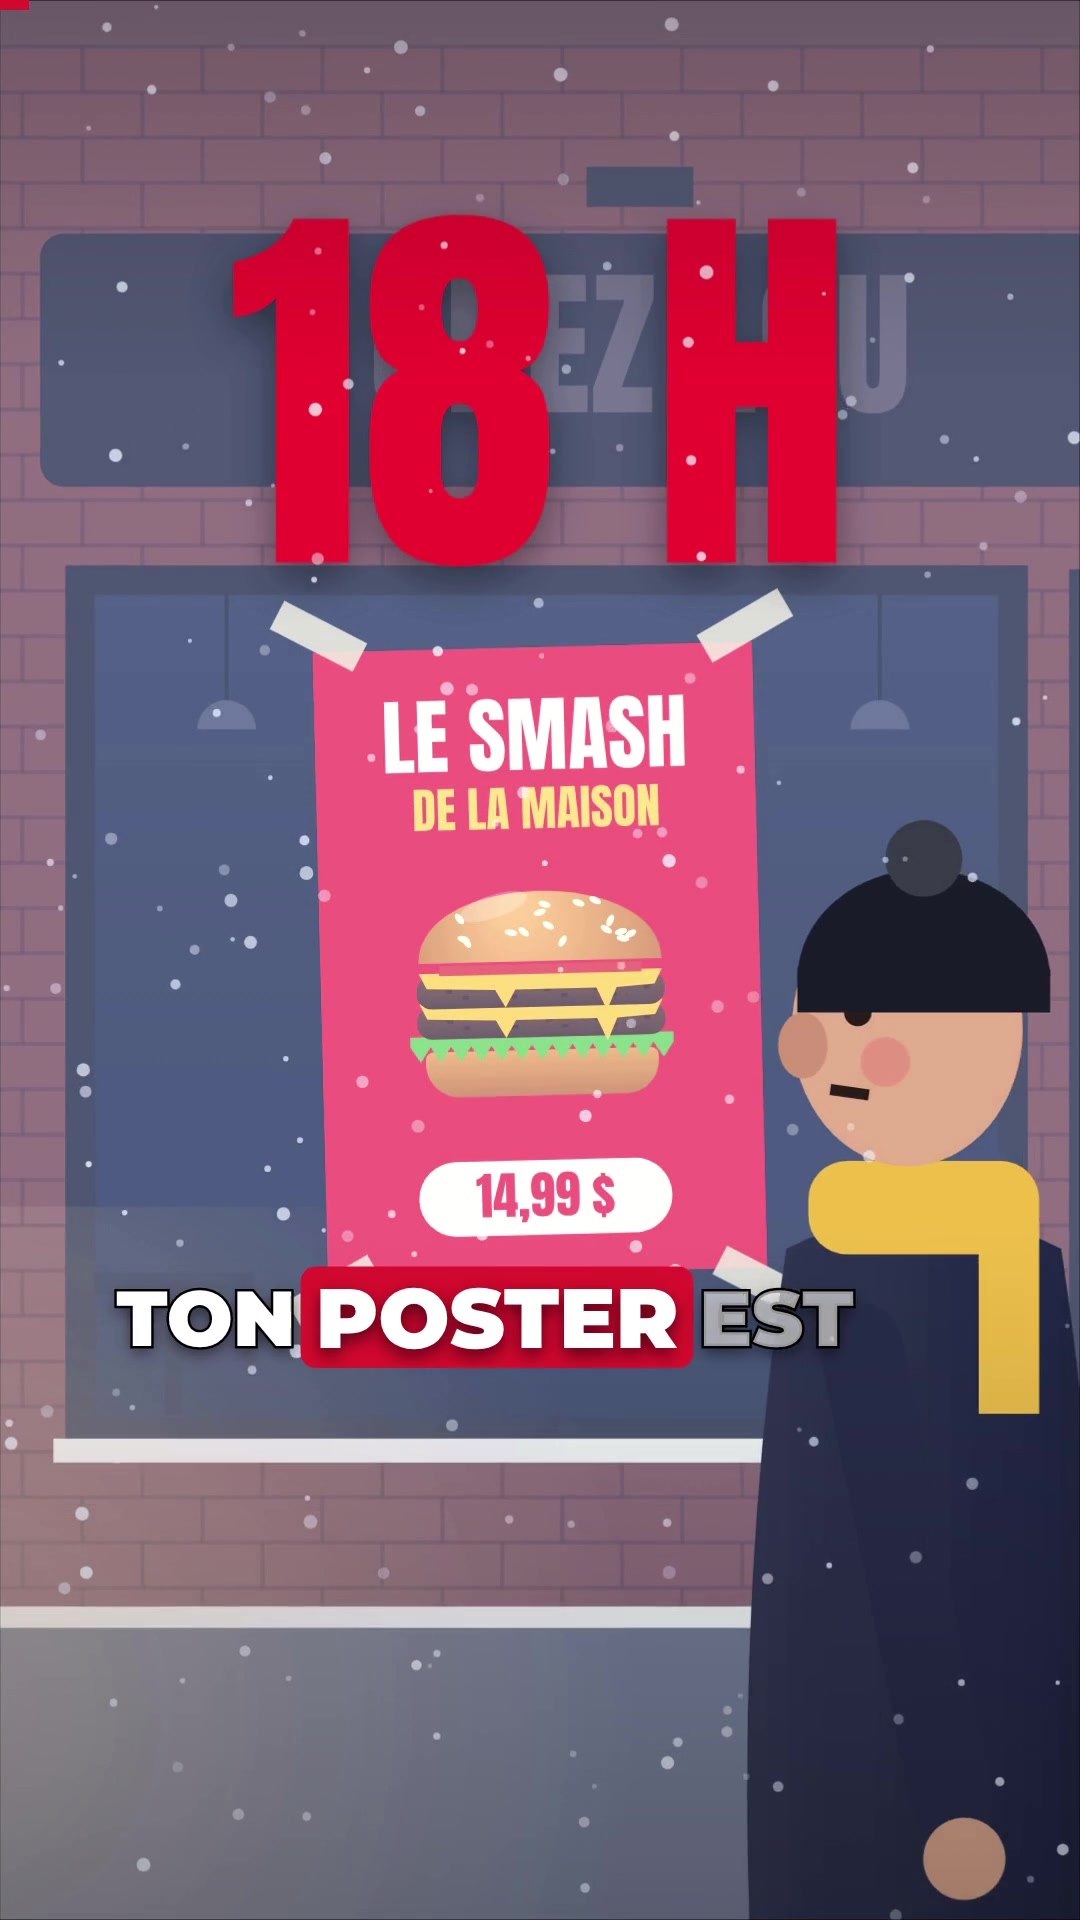 18 H
LE SMASH
DE LA MAISON
14,99 $
TON POSTER EST